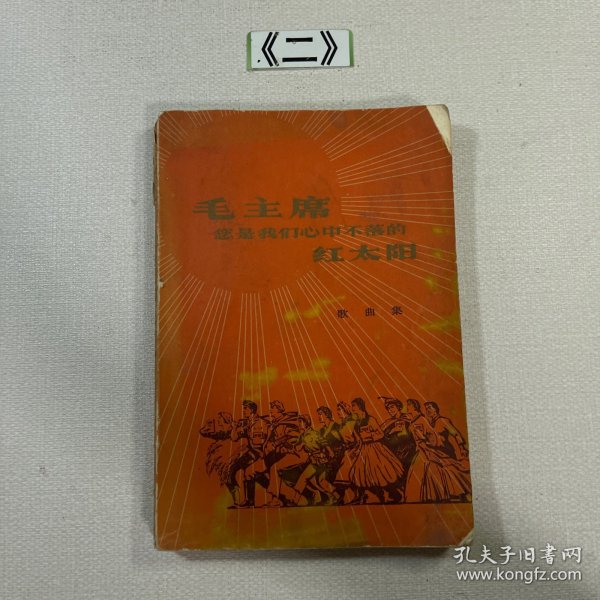 《二》
毛主席
您是我们心中不落的
红太阳
歌曲集
孔夫子旧书网
www.kongfz.com